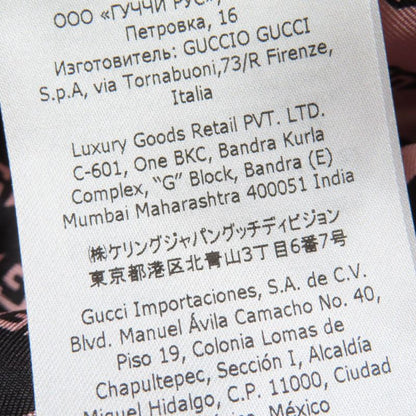 ООО «ГУЧЧИ РУС»,
Петровка, 16
Изготовитель: GUCCIO GUCCI
S.p.A, via Tornabuoni,73/R Firenze,
Italia
Luxury Goods Retail PVT. LTD.
C-601, One BKC, Bandra Kurla
Complex, “G” Block, Bandra (E)
Mumbai Maharashtra 400051 India
㈱ケリングジャパングッチディビジョン
東京都港区北青山3丁目6番7号
Gucci Importaciones, S.A. de C.V.
Blvd. Manuel Ávila Camacho No. 40,
Piso 19, Colonia Lomas de
Chapultepec, Sección I, Alcaldía
Miguel Hidalgo, C.P. 11000, Ciudad
México